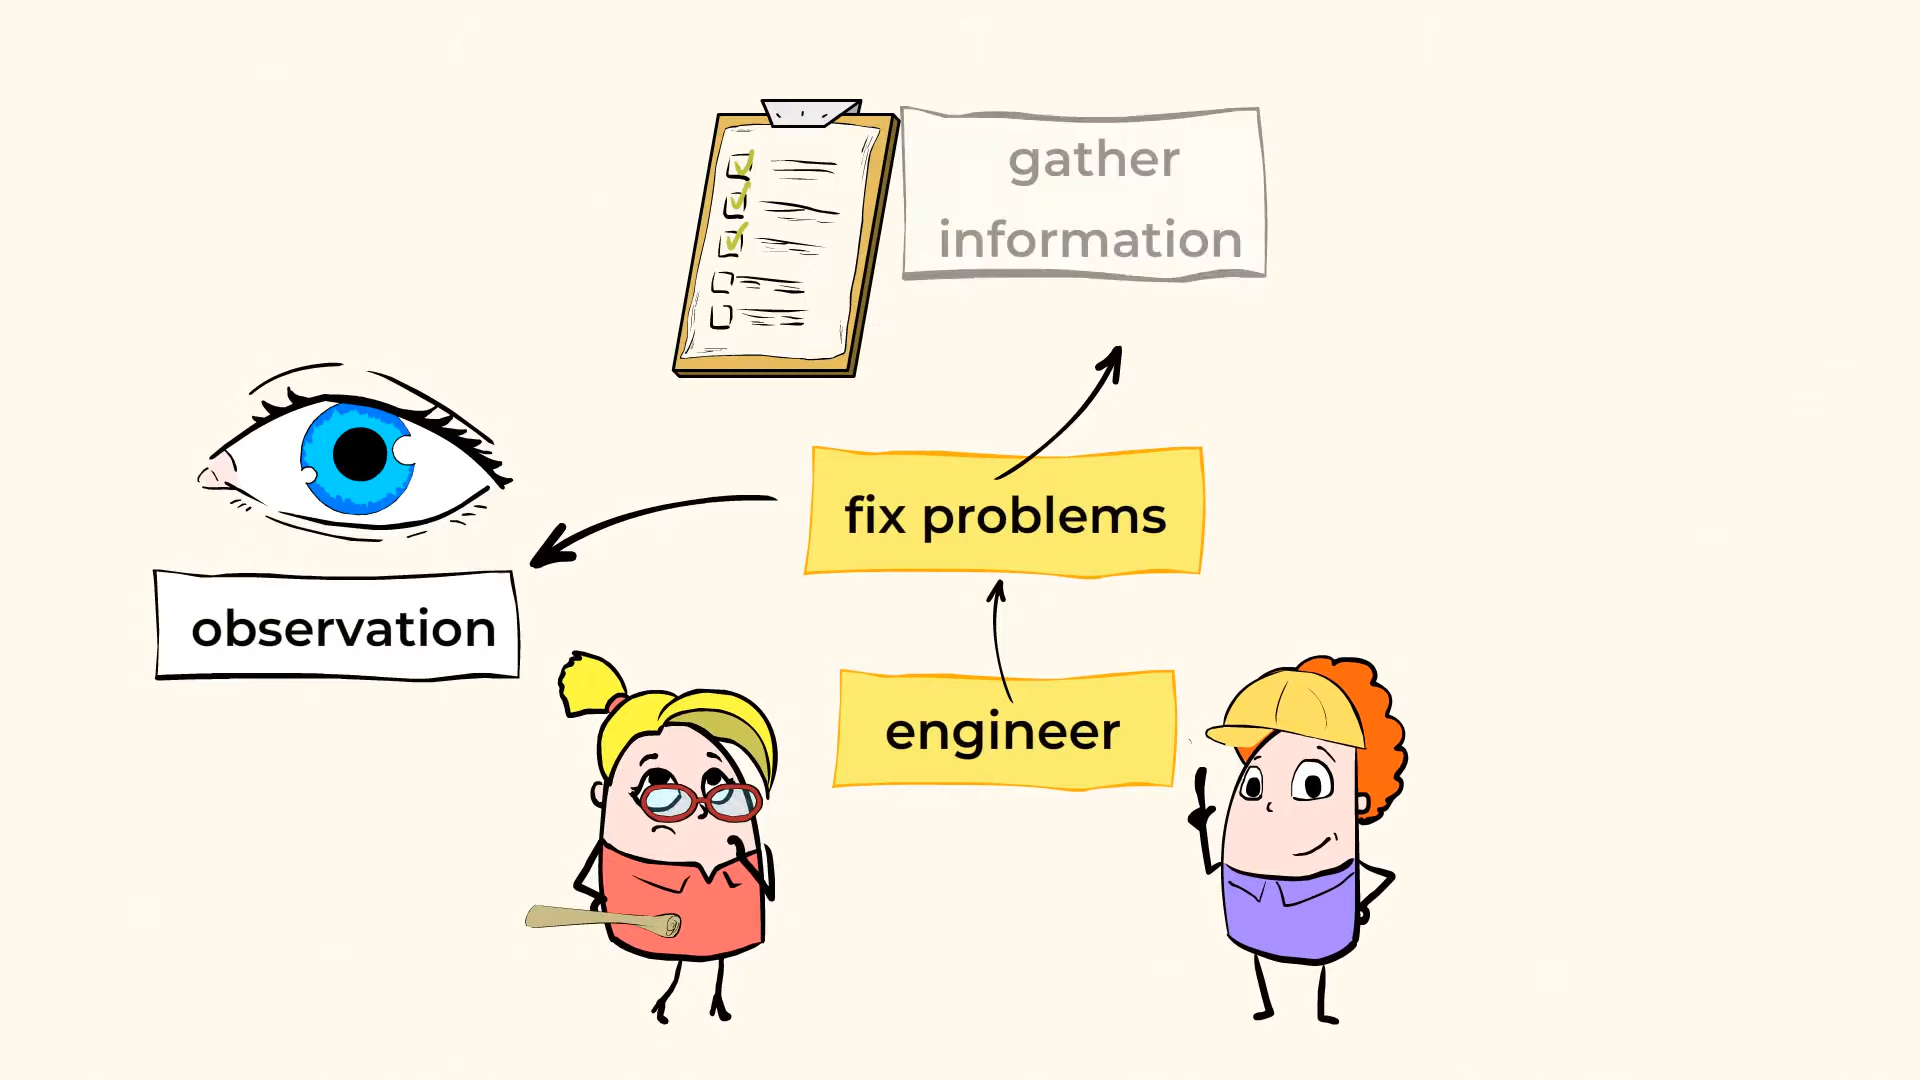 gather
information
fix problems
observation
engineer